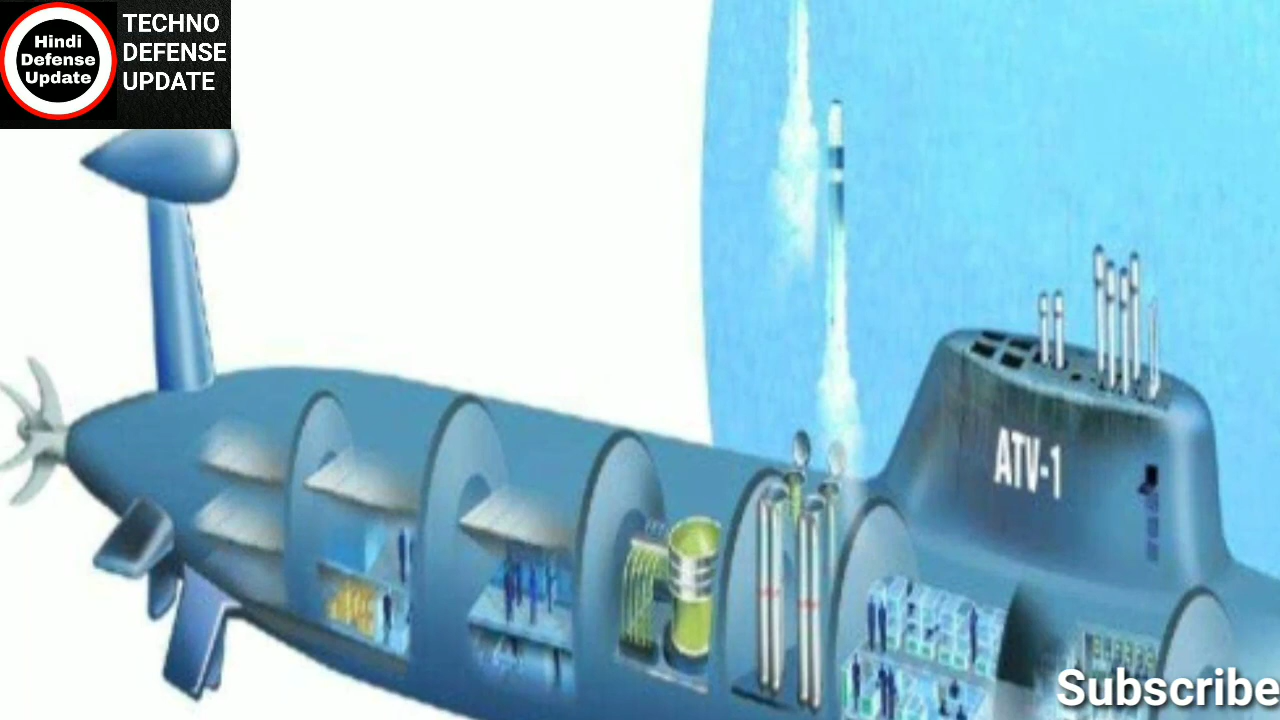 Hindi
Defense
Update
TECHNO
DEFENSE
UPDATE
ATV-1
Subscribe